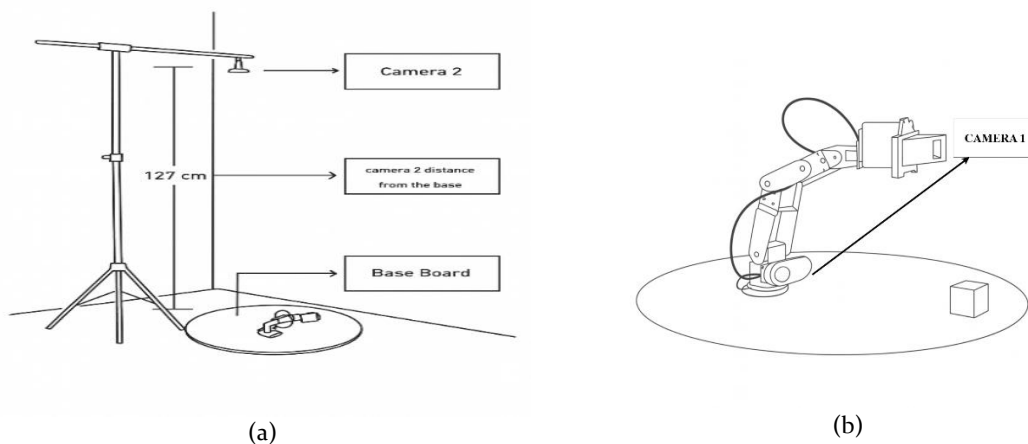 Camera 2
127 cm
camera 2 distance
from the base
Base Board
CAMERA 1
(a)
(b)